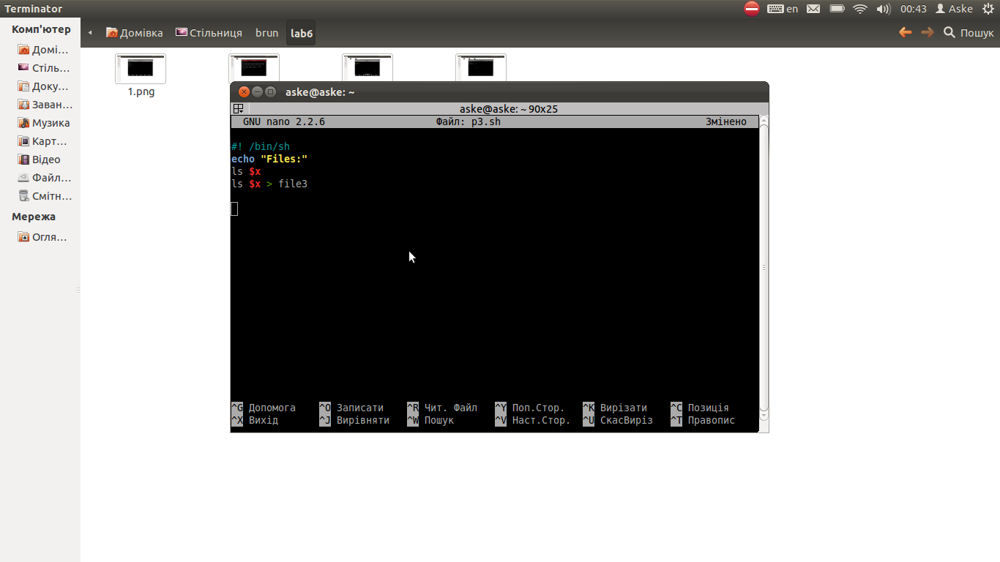 Terminator
en
00:43
Aske
Комп'ютер
Домі...
Стіль...
Доку...
Заван...
Музика
Карт...
Відео
Файл...
Смітн...
Мережа
Огля...
Домівка
Стільниця
brun
lab6
Пошук
1.png
aske@aske: ~
aske@aske: ~ 90x25
GNU nano 2.2.6 Файл: p3.sh Змінено
#! /bin/sh
echo "Files:"
ls $x
ls $x > file3
^G Допомога ^O Записати ^R Чит. Файл ^Y Поп.Стор. ^K Вирізати ^C Позиція
^X Вихід ^J Вирівняти ^W Пошук ^V Наст.Стор. ^U СкасВиріз ^T Правопис